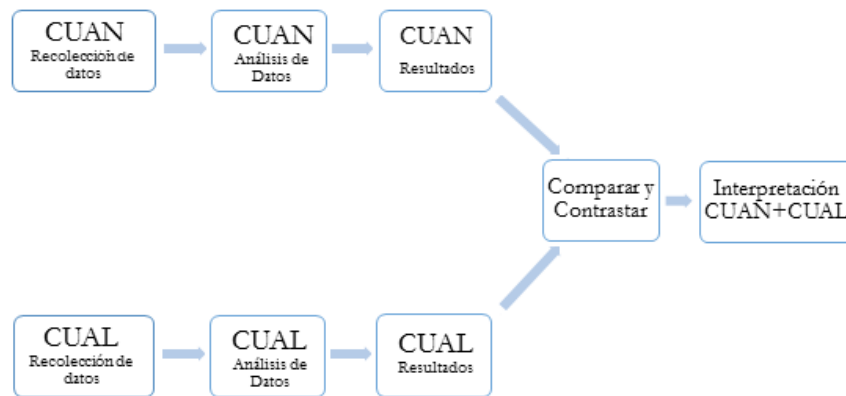 CUAN
Recolección de
datos
CUAN
Análisis de
Datos
CUAN
Resultados
Comparar y
Contrastar
Interpretación
CUAN+CUAL
CUAL
Recolección de
datos
CUAL
Análisis de
Datos
CUAL
Resultados